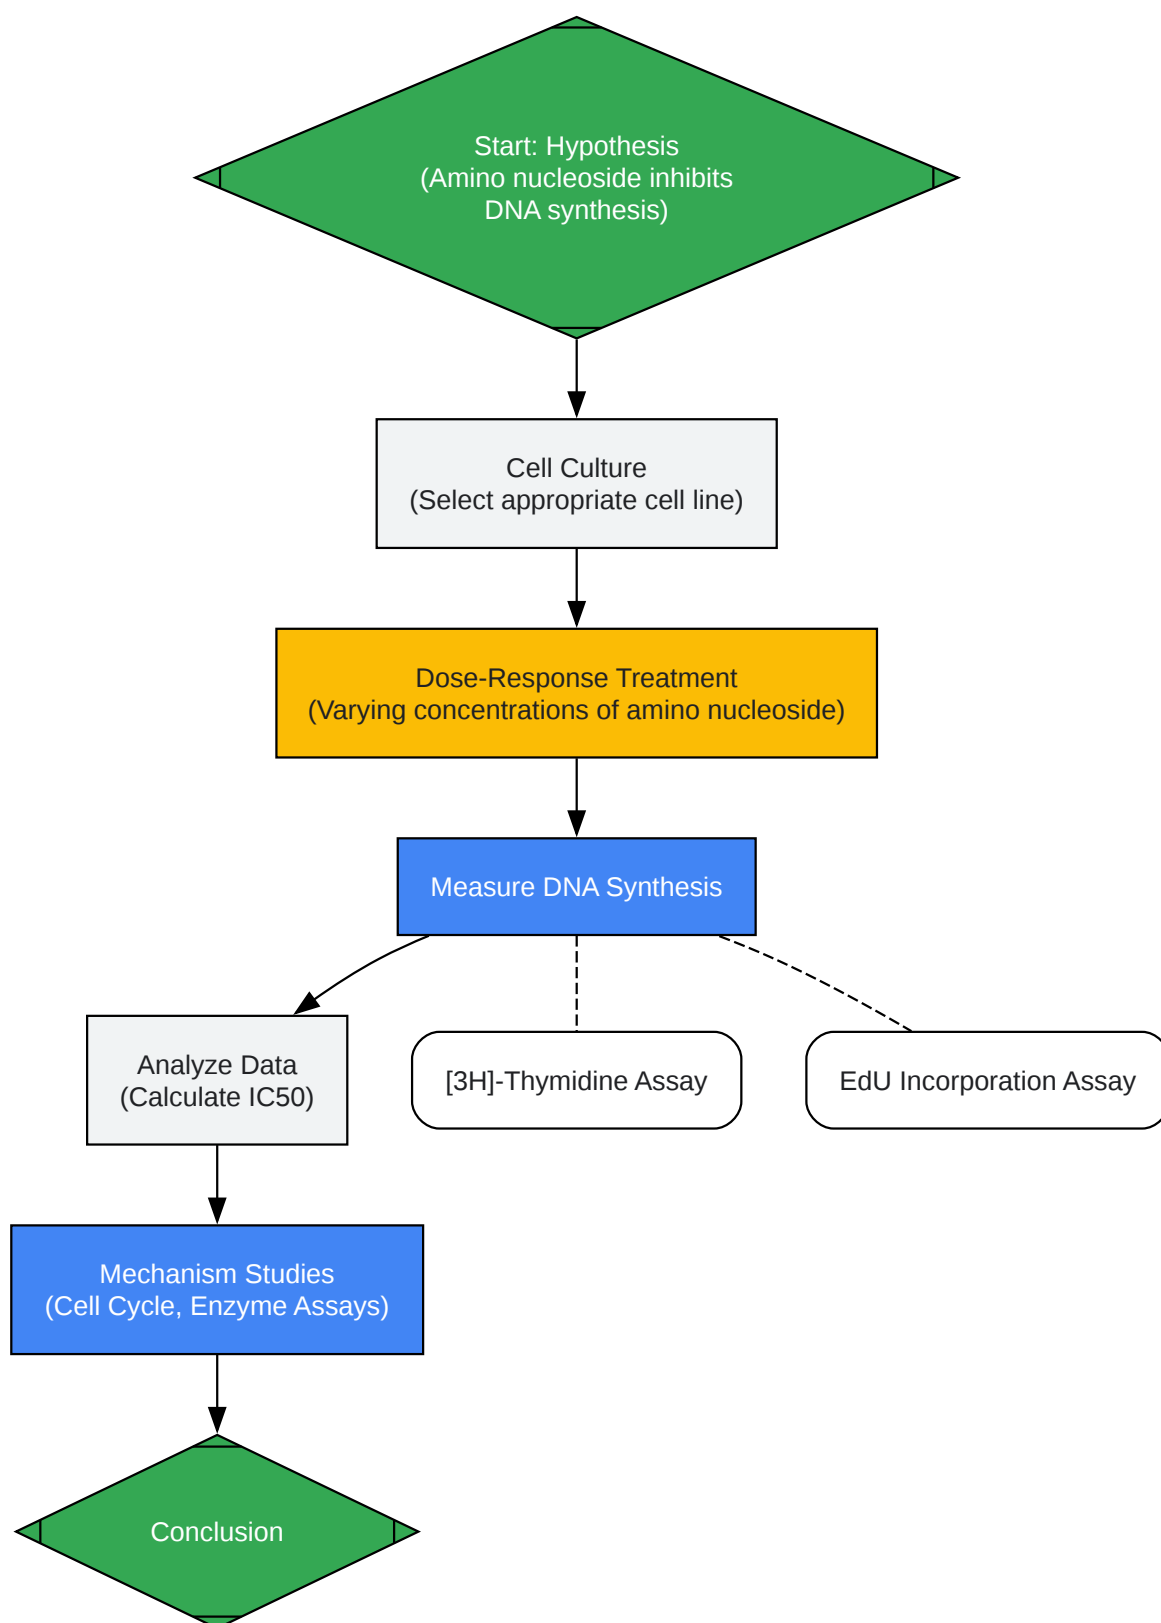 Start: Hypothesis
(Amino nucleoside inhibits
DNA synthesis)
Cell Culture
(Select appropriate cell line)
Dose-Response Treatment
(Varying concentrations of amino nucleoside)
Measure DNA Synthesis
Analyze Data
(Calculate IC50)
[3H]-Thymidine Assay
EdU Incorporation Assay
Mechanism Studies
(Cell Cycle, Enzyme Assays)
Conclusion